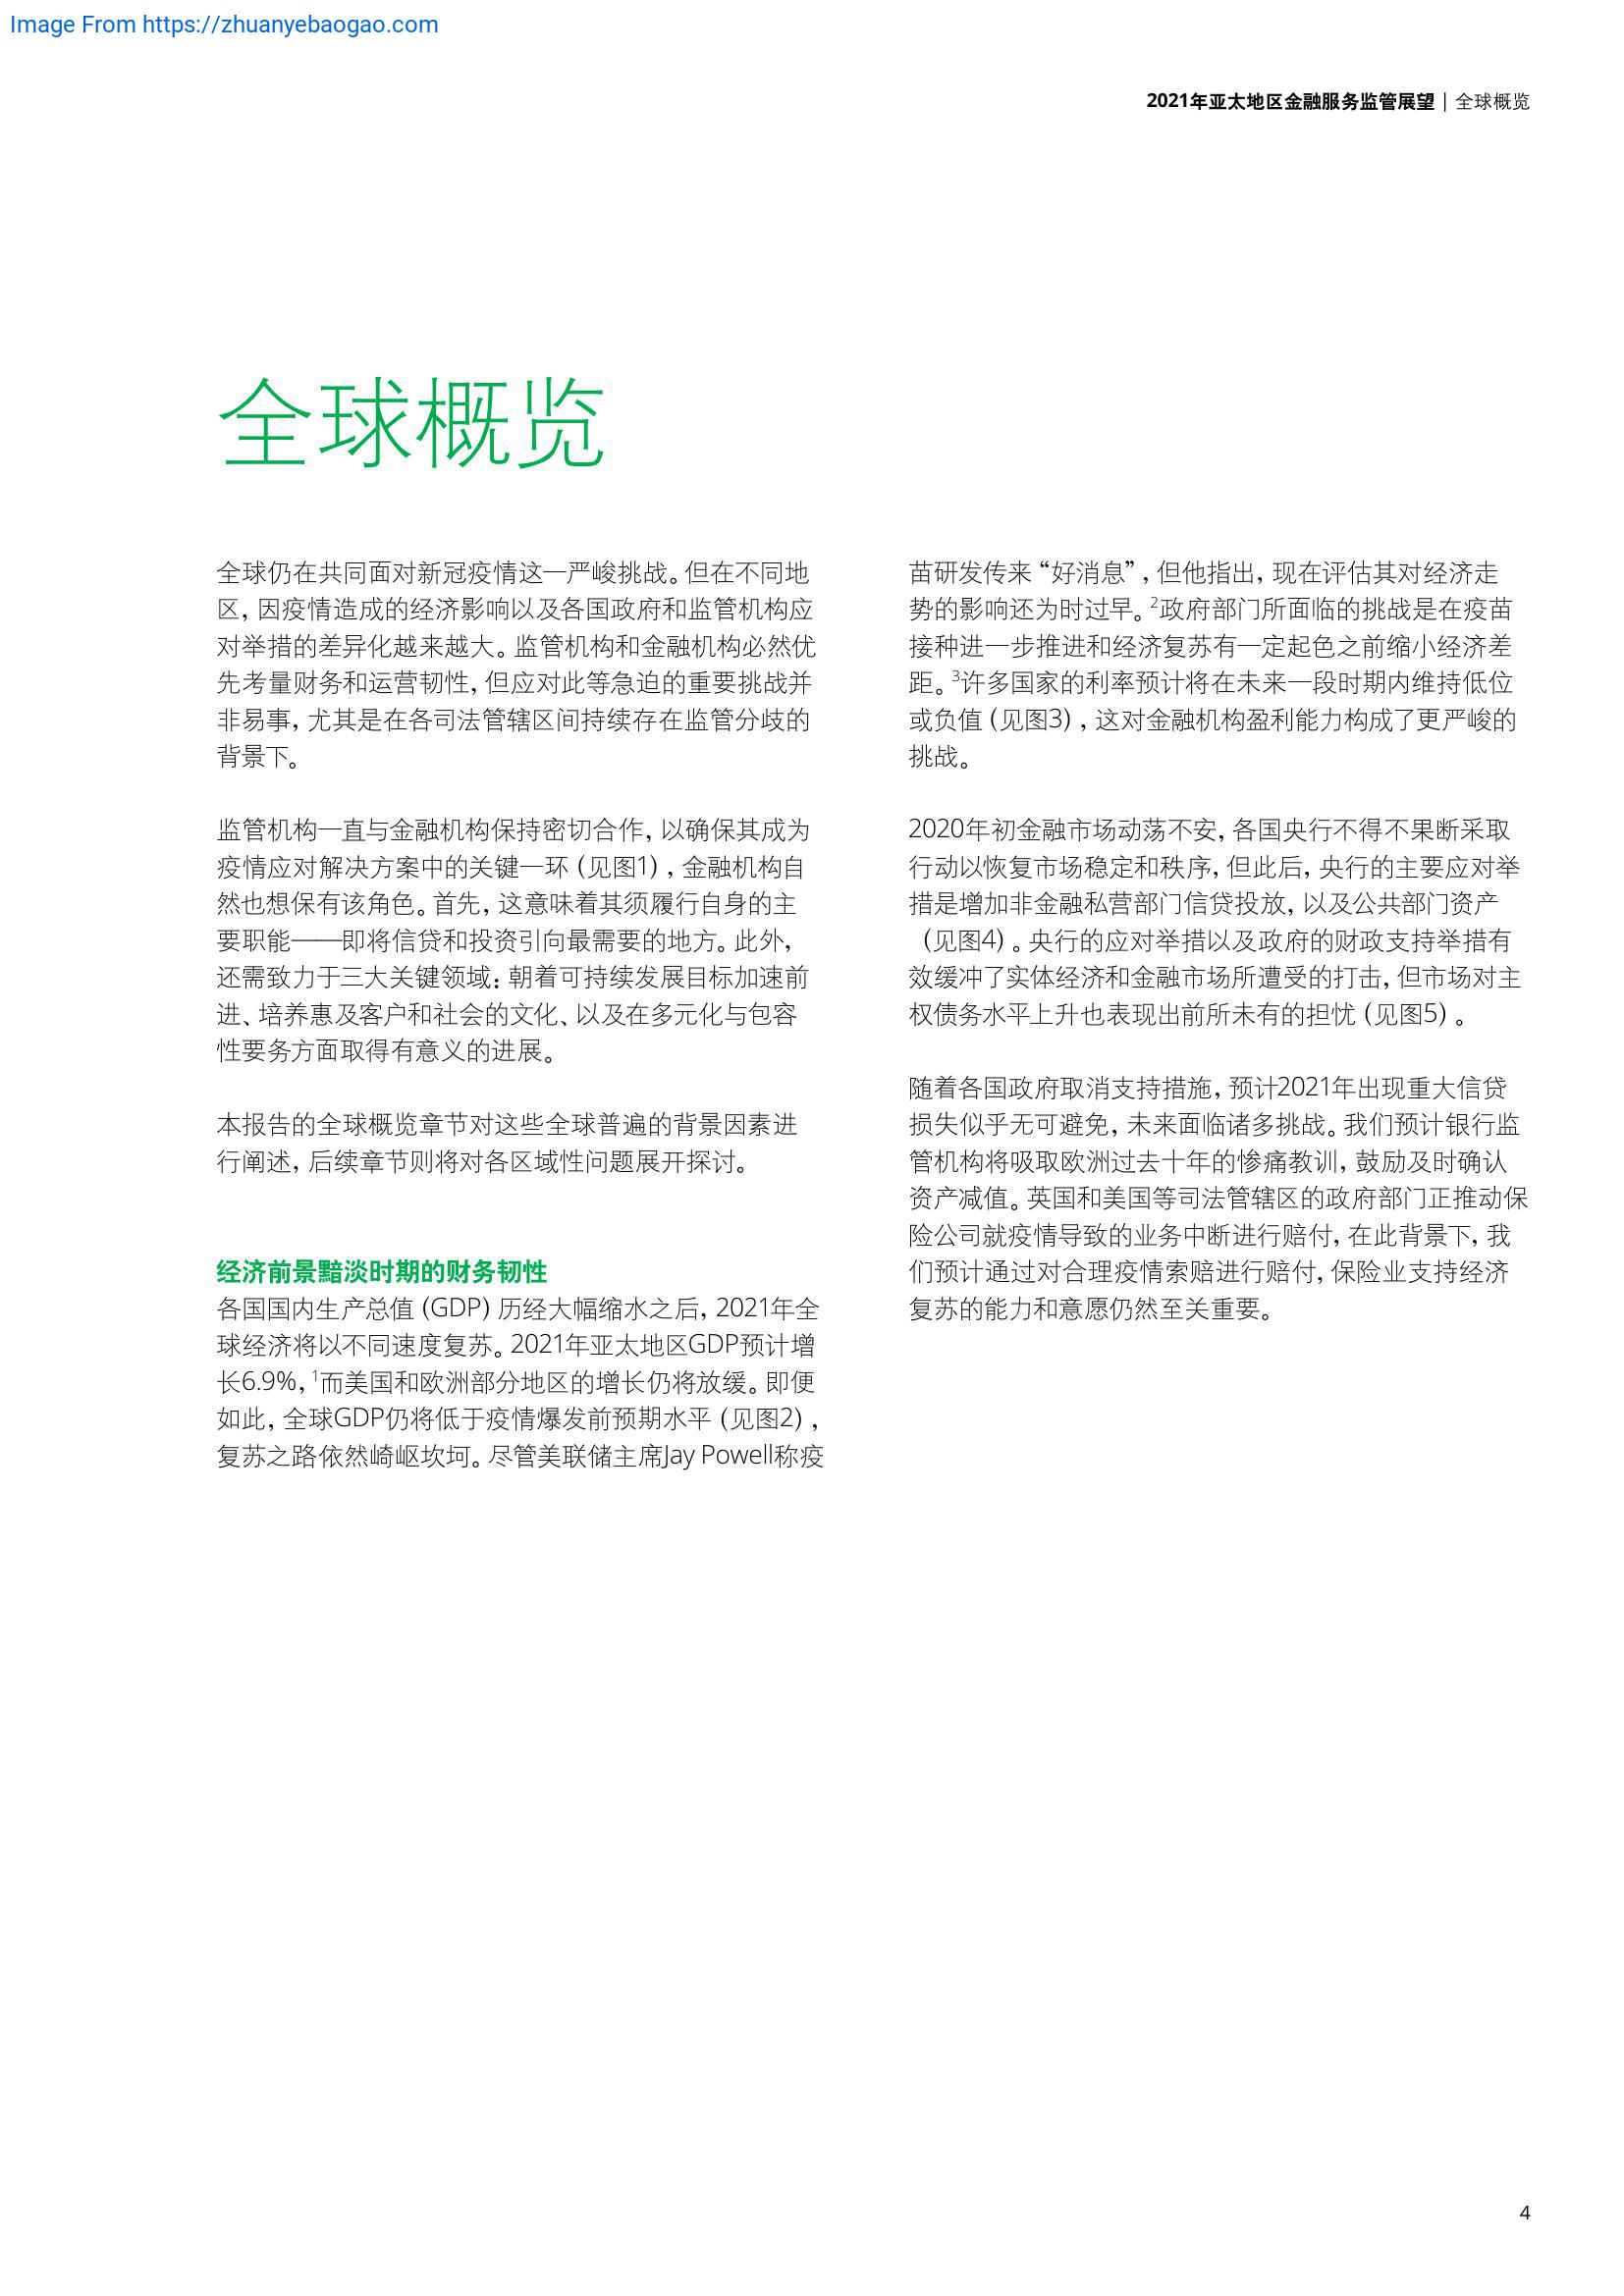 Image From https://zhuanyebaogao.com
2021年亚太地区金融服务监管展望 | 全球概览
全球概览
全球仍在共同面对新冠疫情这一严峻挑战。但在不同地
区，因疫情造成的经济影响以及各国政府和监管机构应
对举措的差异化越来越大。监管机构和金融机构必然优
先考量财务和运营韧性，但应对此等急迫的重要挑战并
非易事，尤其是在各司法管辖区间持续存在监管分歧的
背景下。
监管机构一直与金融机构保持密切合作，以确保其成为
疫情应对解决方案中的关键一环（见图1），金融机构自
然也想保有该角色。首先，这意味着其须履行自身的主
要职能——即将信贷和投资引向最需要的地方。此外，
还需致力于三大关键领域：朝着可持续发展目标加速前
进、培养惠及客户和社会的文化、以及在多元化与包容
性要务方面取得有意义的进展。
本报告的全球概览章节对这些全球普遍的背景因素进
行阐述，后续章节则将对各区域性问题展开探讨。
经济前景黯淡时期的财务韧性
各国国内生产总值（GDP）历经大幅缩水之后，2021年全
球经济将以不同速度复苏。2021年亚太地区GDP预计增
长6.9%，1而美国和欧洲部分地区的增长仍将放缓。即便
如此，全球GDP仍将低于疫情爆发前预期水平（见图2），
复苏之路依然崎岖坎坷。尽管美联储主席Jay Powell称疫
苗研发传来“好消息”，但他指出，现在评估其对经济走
势的影响还为时过早。2政府部门所面临的挑战是在疫苗
接种进一步推进和经济复苏有一定起色之前缩小经济差
距。3许多国家的利率预计将在未来一段时期内维持低位
或负值（见图3），这对金融机构盈利能力构成了更严峻的
挑战。
2020年初金融市场动荡不安，各国央行不得不果断采取
行动以恢复市场稳定和秩序，但此后，央行的主要应对举
措是增加非金融私营部门信贷投放，以及公共部门资产
（见图4）。央行的应对举措以及政府的财政支持举措有
效缓冲了实体经济和金融市场所遭受的打击，但市场对主
权债务水平上升也表现出前所未有的担忧（见图5）。
随着各国政府取消支持措施，预计2021年出现重大信贷
损失似乎无可避免，未来面临诸多挑战。我们预计银行监
管机构将吸取欧洲过去十年的惨痛教训，鼓励及时确认
资产减值。英国和美国等司法管辖区的政府部门正推动保
险公司就疫情导致的业务中断进行赔付，在此背景下，我
们预计通过对合理疫情索赔进行赔付，保险业支持经济
复苏的能力和意愿仍然至关重要。
4